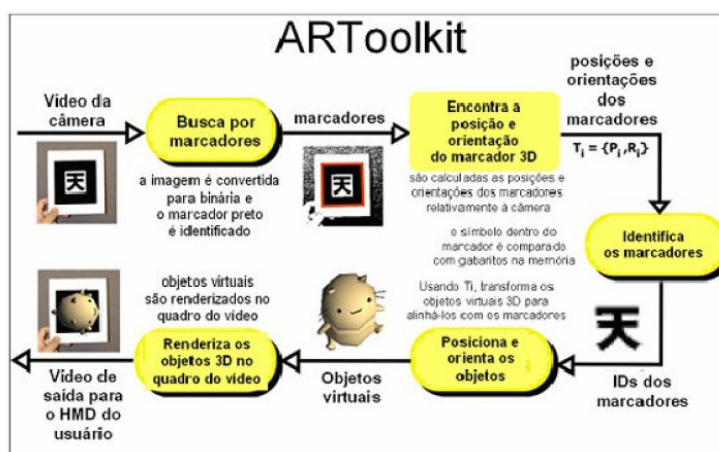 ARToolkit
Vídeo da
câmera
Busca por
marcadores
a imagem é convertida
para binária e
o marcador preto
é identificado
marcadores
Encontra a
posição e
orientação
do marcador 3D
são calculadas as posições e
orientações dos marcadores
relativamente à câmera
posições e
orientações
dos
marcadores
Ti = {Pi ,Ri}
Identifica
os marcadores
o símbolo dentro do
marcador é comparado
com gabaritos na memória
天
IDs dos
marcadores
Posiciona e
orienta os
objetos
Usando Ti, transforma os
objetos virtuais 3D para
alinhá-los com os marcadores
Objetos
virtuais
Renderiza os
objetos 3D no
quadro do vídeo
objetos virtuais
são renderizados no
quadro do vídeo
Vídeo de
saída para
o HMD do
usuário
天
天